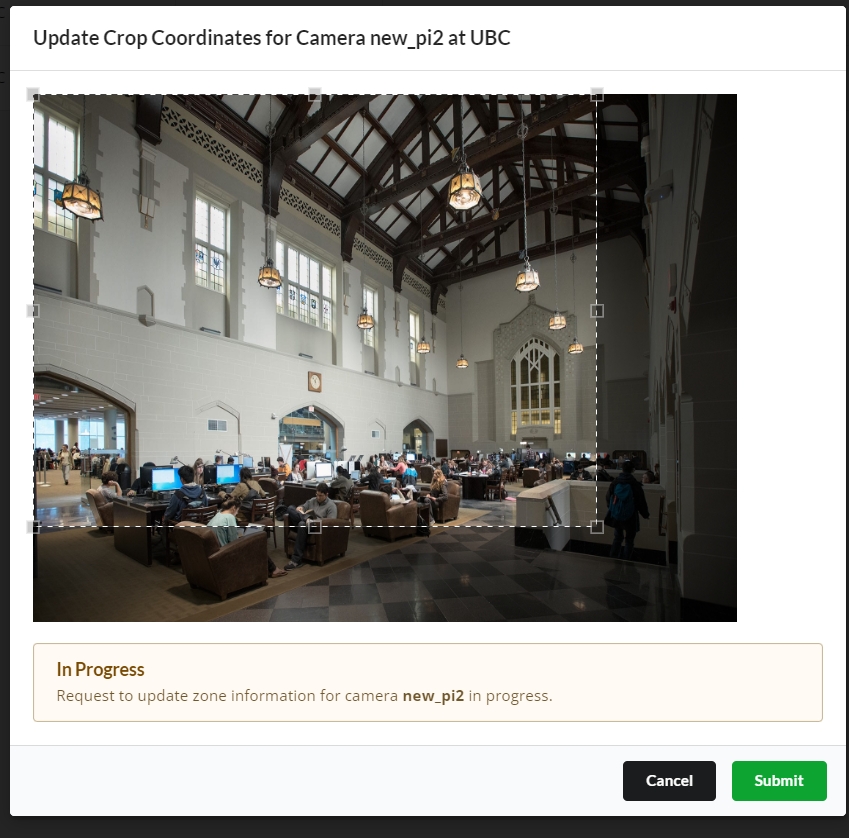 Update Crop Coordinates for Camera new_pi2 at UBC
In Progress
Request to update zone information for camera new_pi2 in progress.
Cancel
Submit